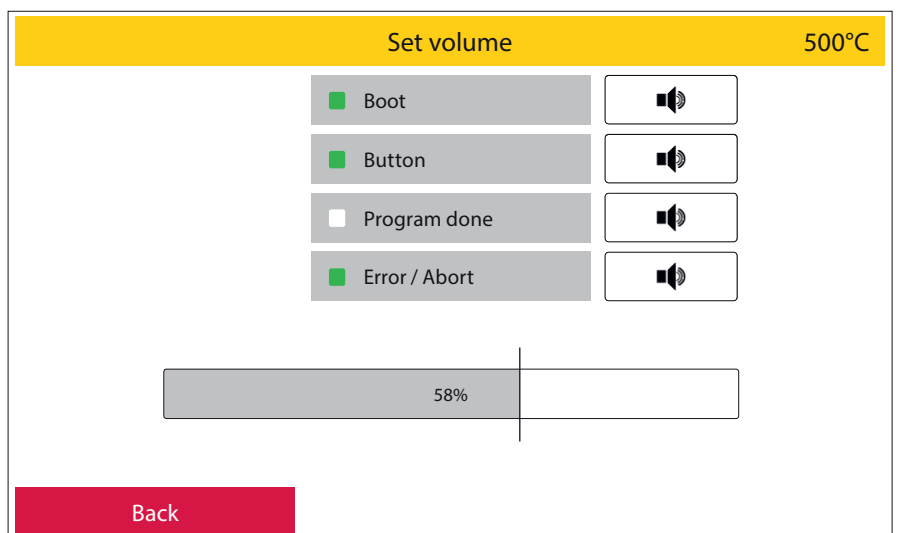 Set volume 500°C
Boot
Button
Program done
Error / Abort
58%
Back